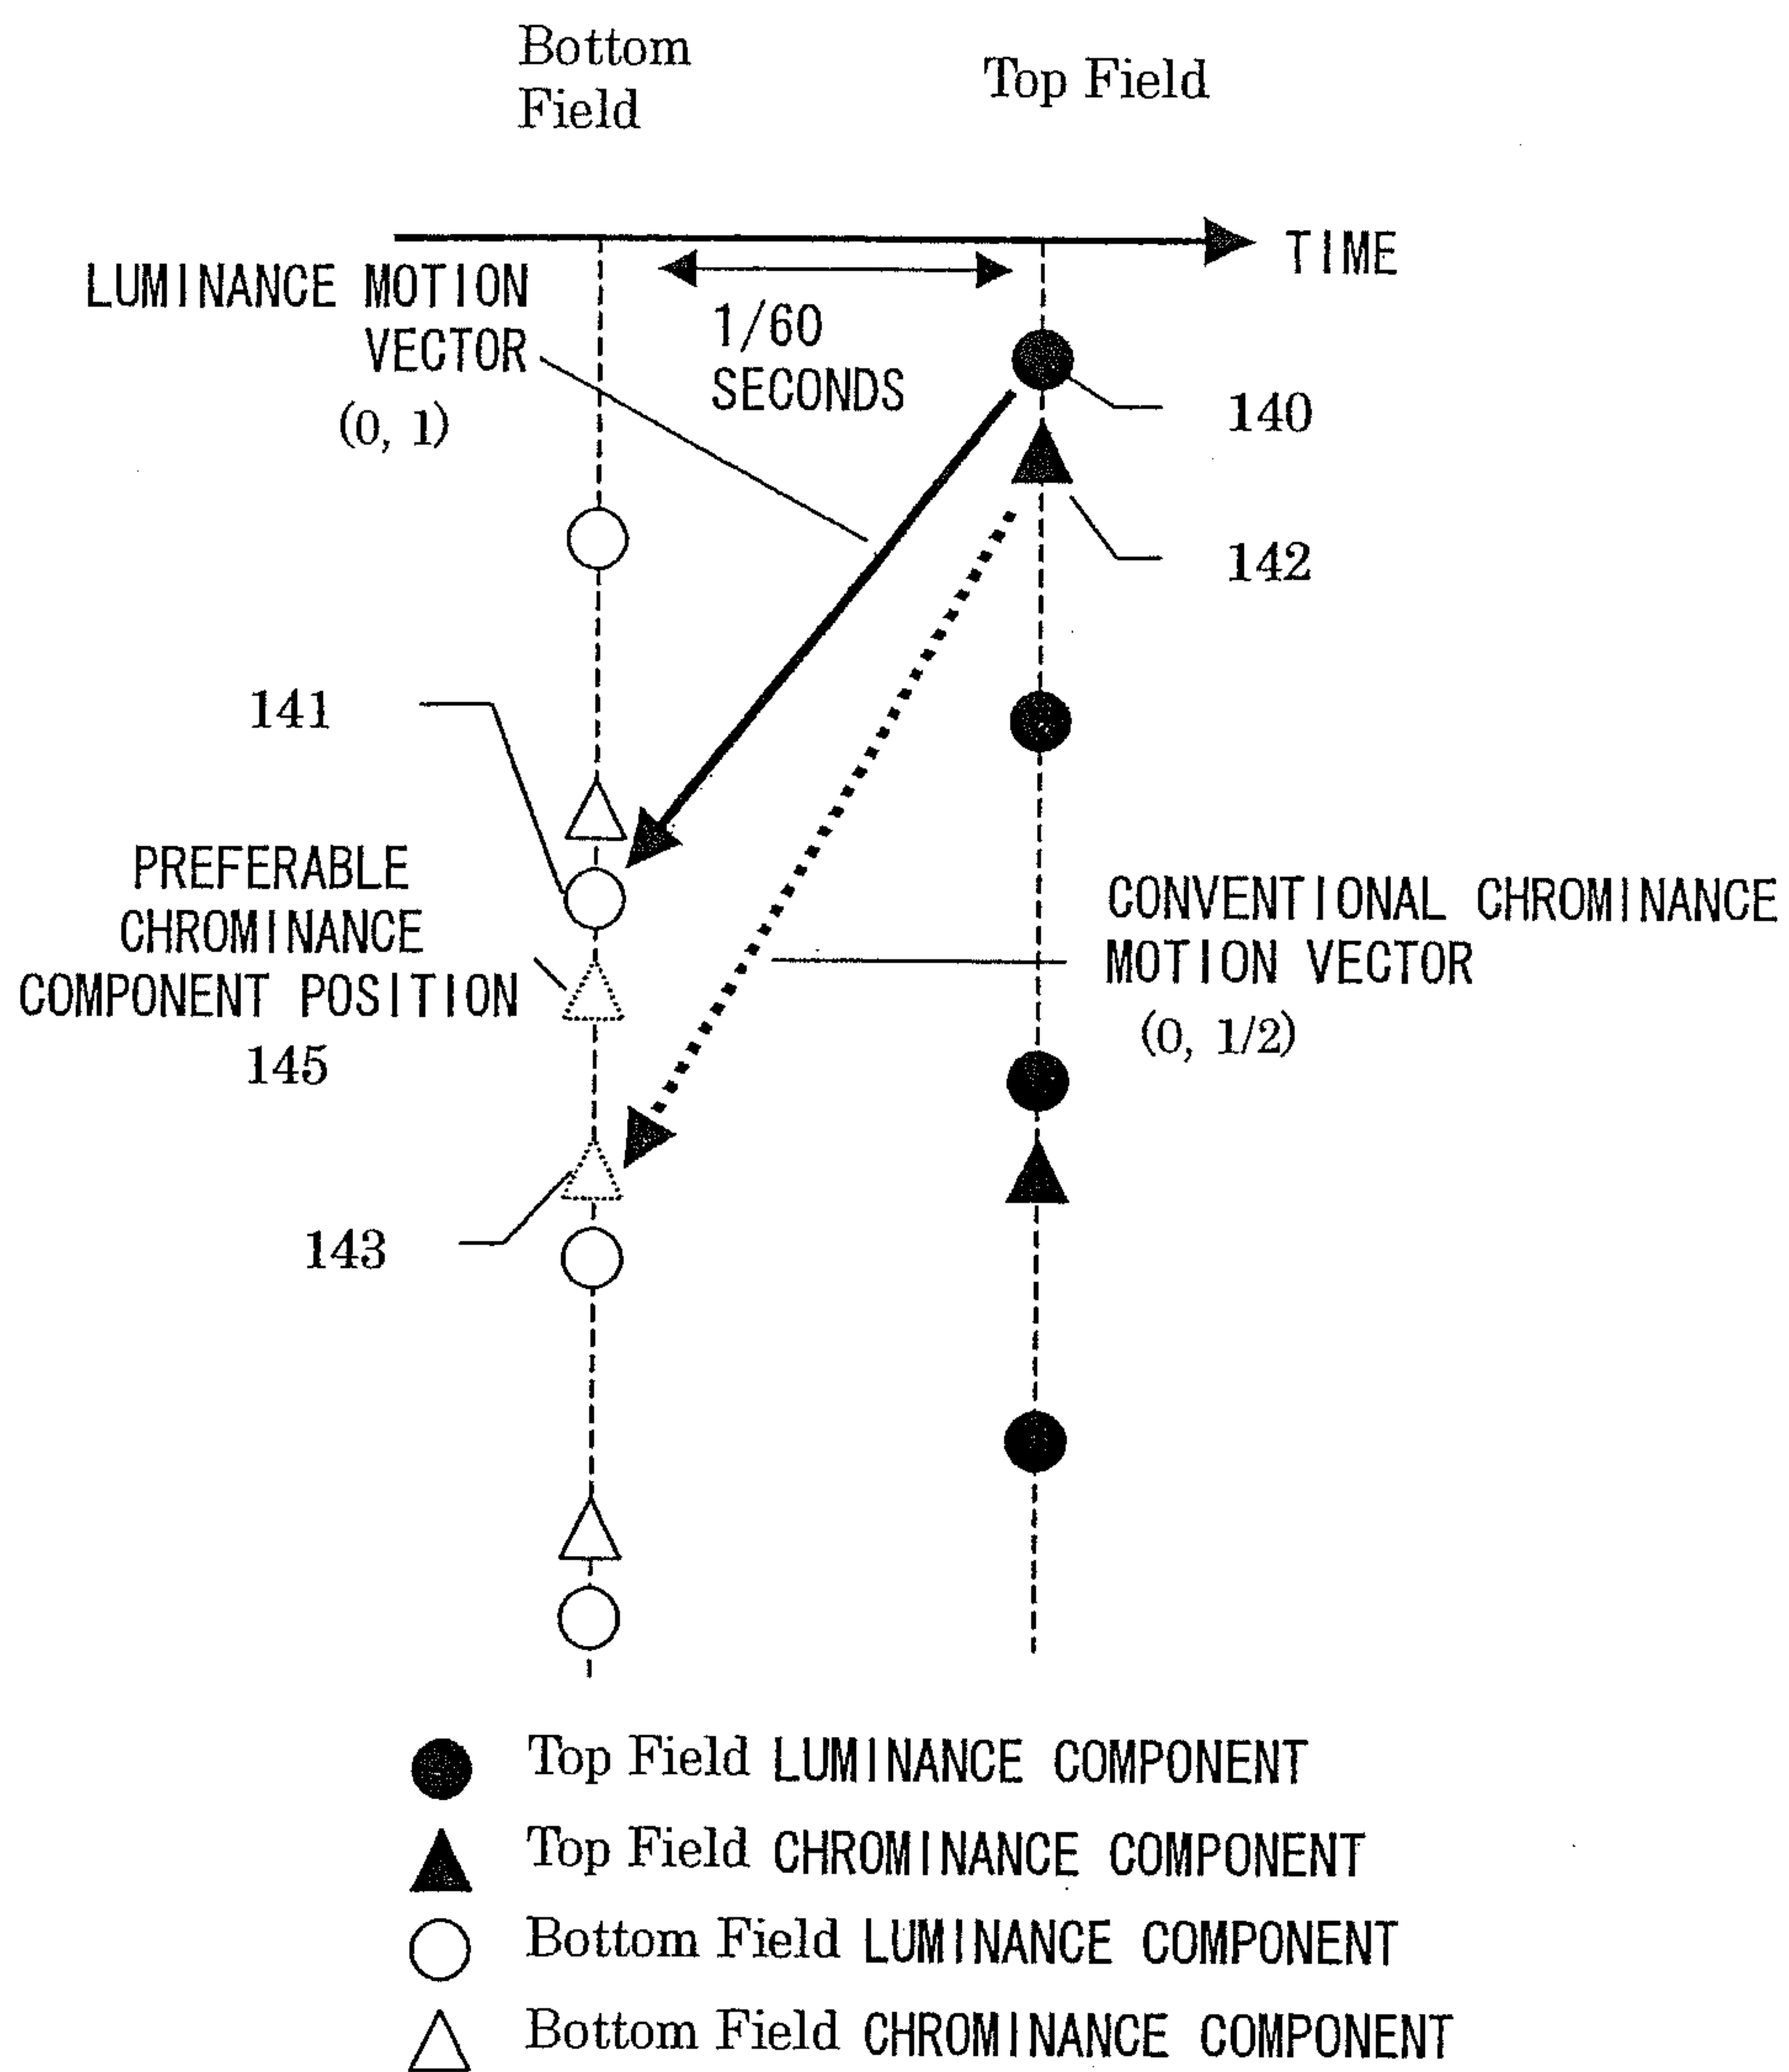 Bottom
Field
Top Field
TIME
LUMINANCE MOTION
VECTOR
(0, 1)
1/60
SECONDS
140
142
141
PREFERABLE
CHROMINANCE
COMPONENT POSITION
145
CONVENTIONAL CHROMINANCE
MOTION VECTOR
(0, 1/2)
143
Top Field LUMINANCE COMPONENT
Top Field CHROMINANCE COMPONENT
Bottom Field LUMINANCE COMPONENT
Bottom Field CHROMINANCE COMPONENT